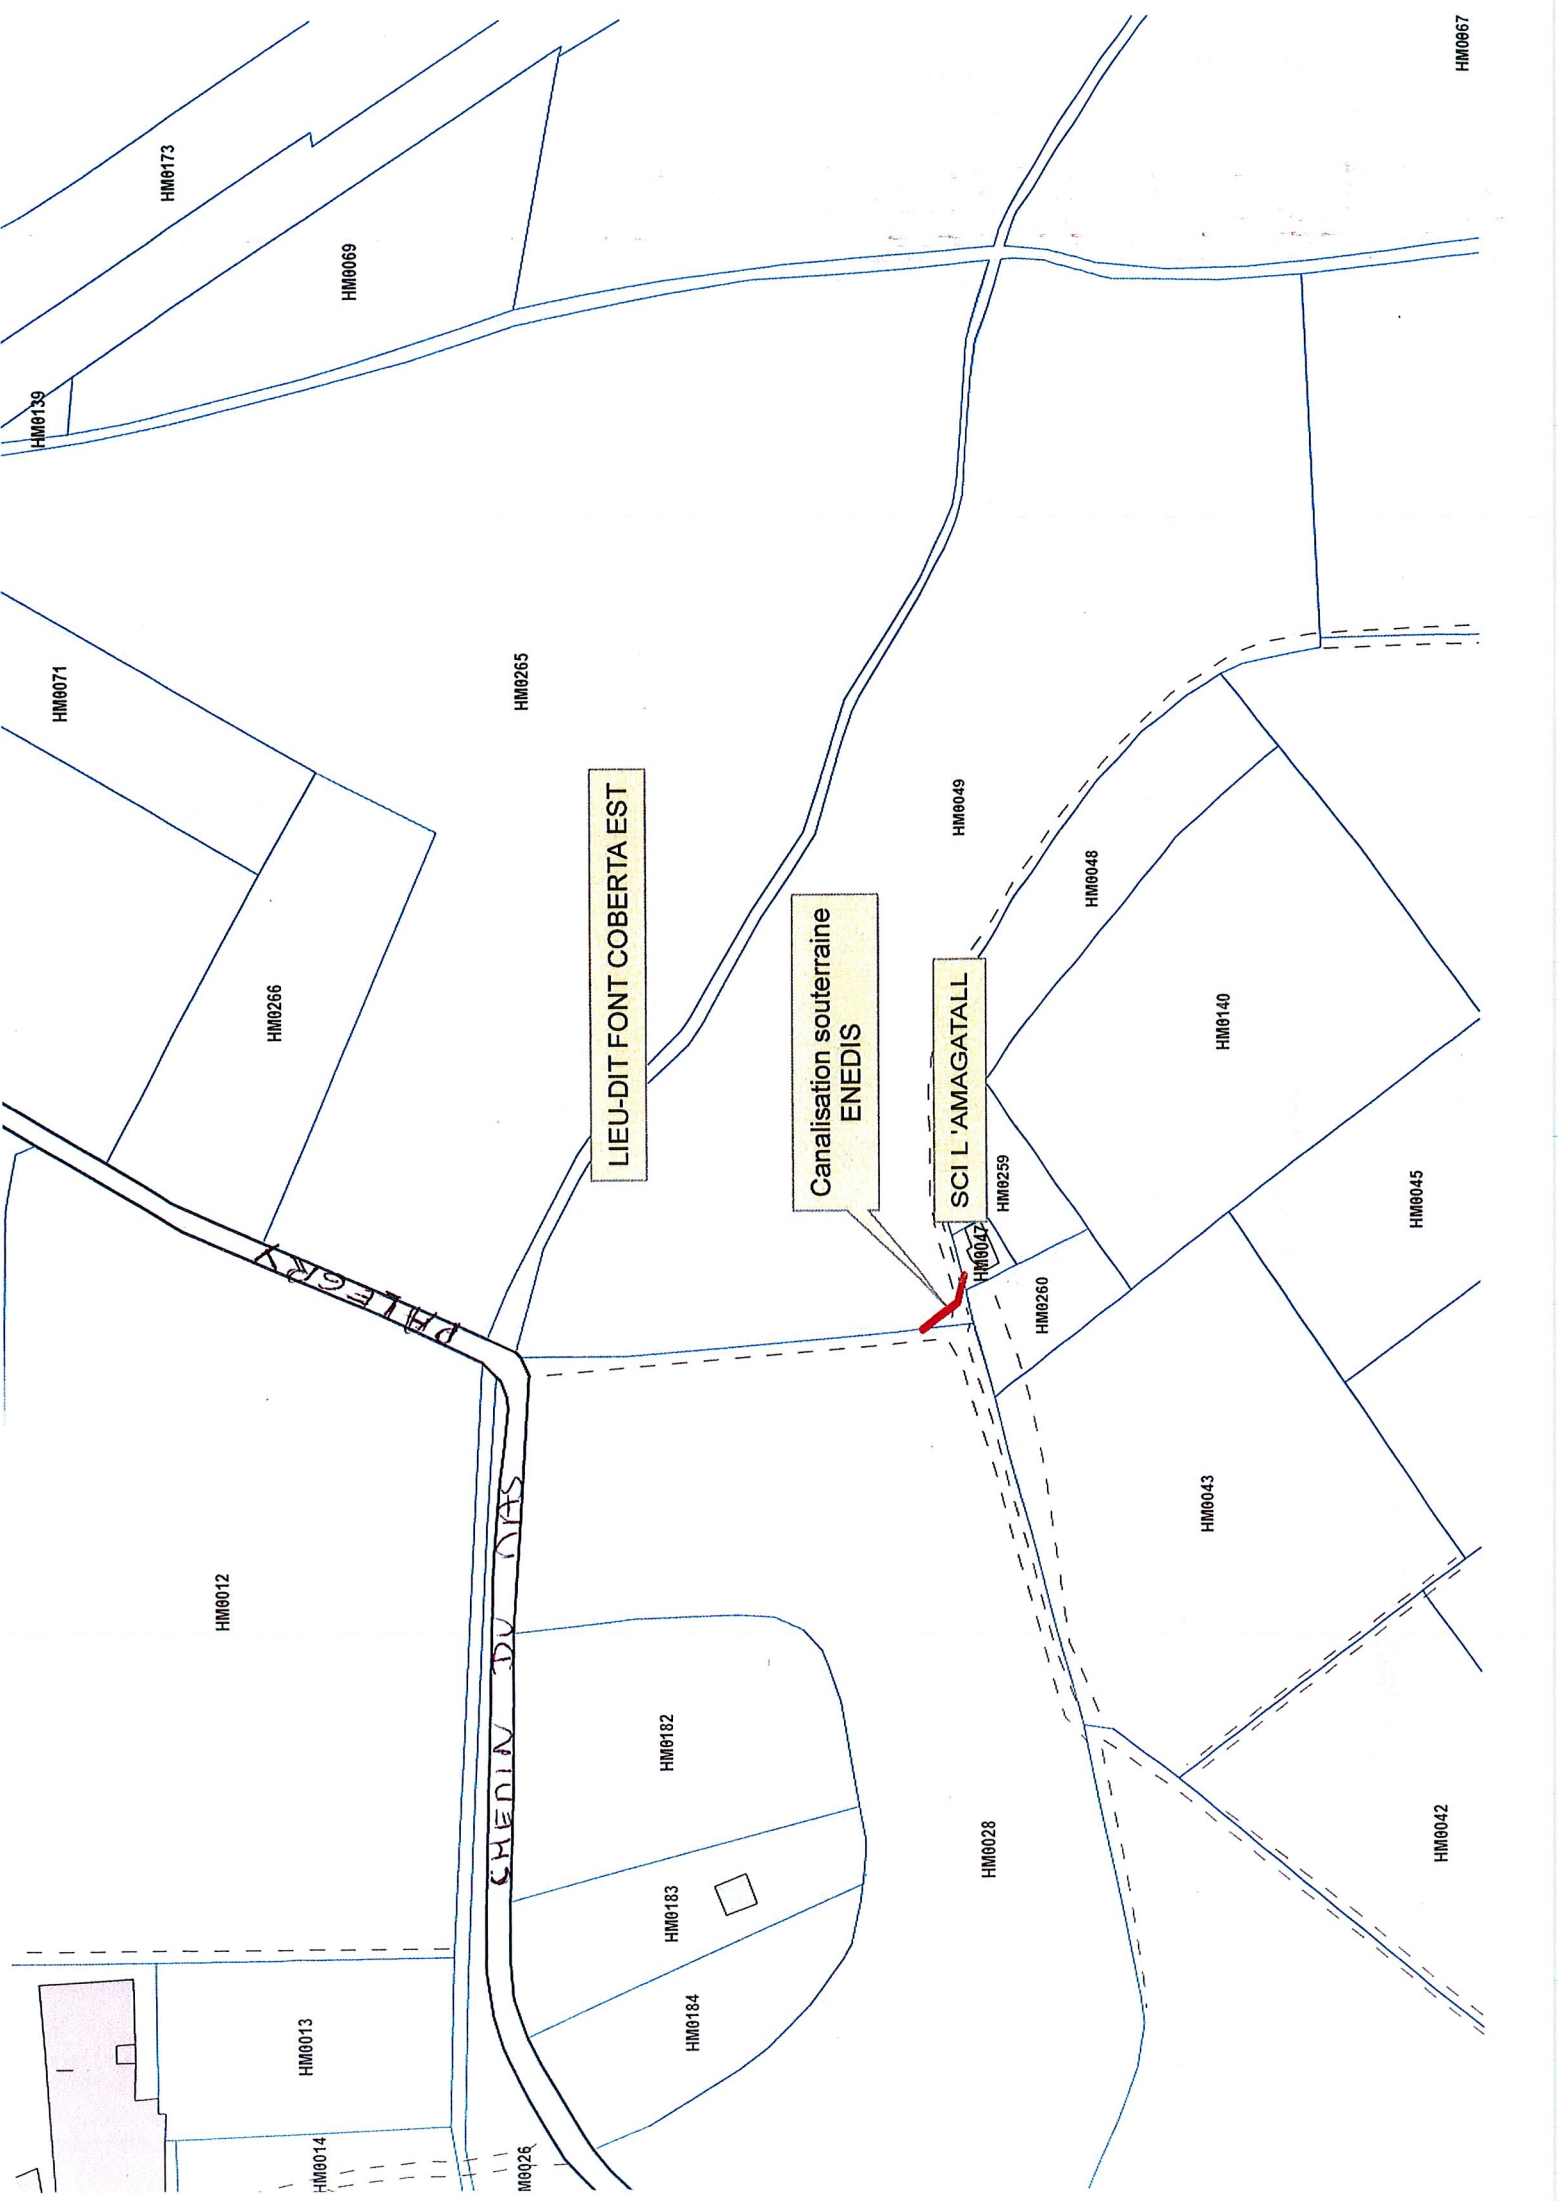 HM0067
HM0173
HM0069
HM0139
HM0071
HM0265
HM0266
LIEU-DIT FONT COBERTA EST
HM0049
HM0048
Canalisation souterraine
ENEDIS
SCI L 'AMAGATALL
HM0140
HM0259
HM0047
HM0260
HM0045
PALEGRY
CHEMIN DU MAS
HM0012
HM0043
HM0182
HM0183
HM0184
HM0028
HM0042
HM0013
HM0014
M0026